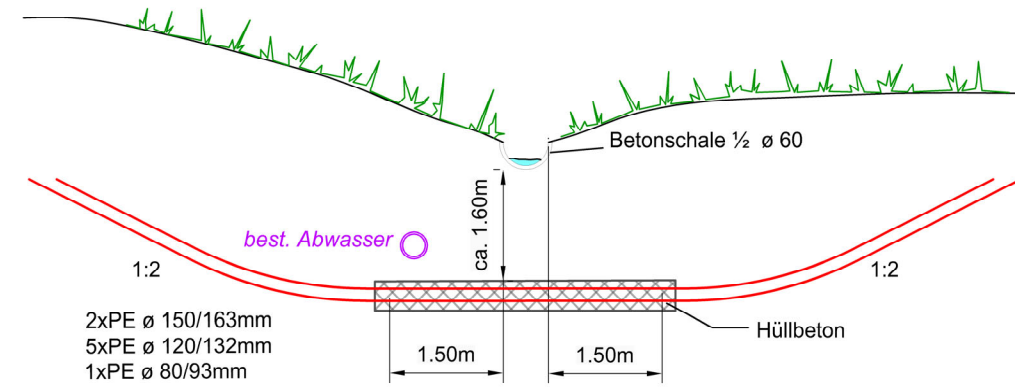 Betonschale ½ ø 60
ca. 1.60m
best. Abwasser
1:2
1:2
2xPE ø 150/163mm
5xPE ø 120/132mm
1xPE ø 80/93mm
Hüllbeton
1.50m
1.50m